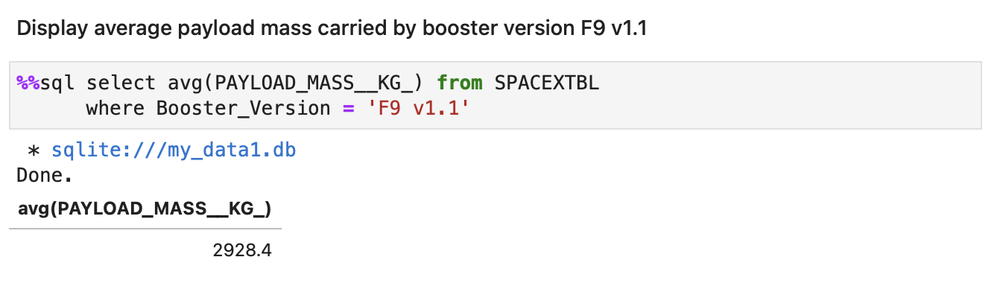 Display average payload mass carried by booster version F9 v1.1
%%sql select avg(PAYLOAD_MASS__KG_) from SPACEXTBL
where Booster_Version = 'F9 v1.1'
* sqlite:///my_data1.db
Done.
avg(PAYLOAD_MASS__KG_)
2928.4